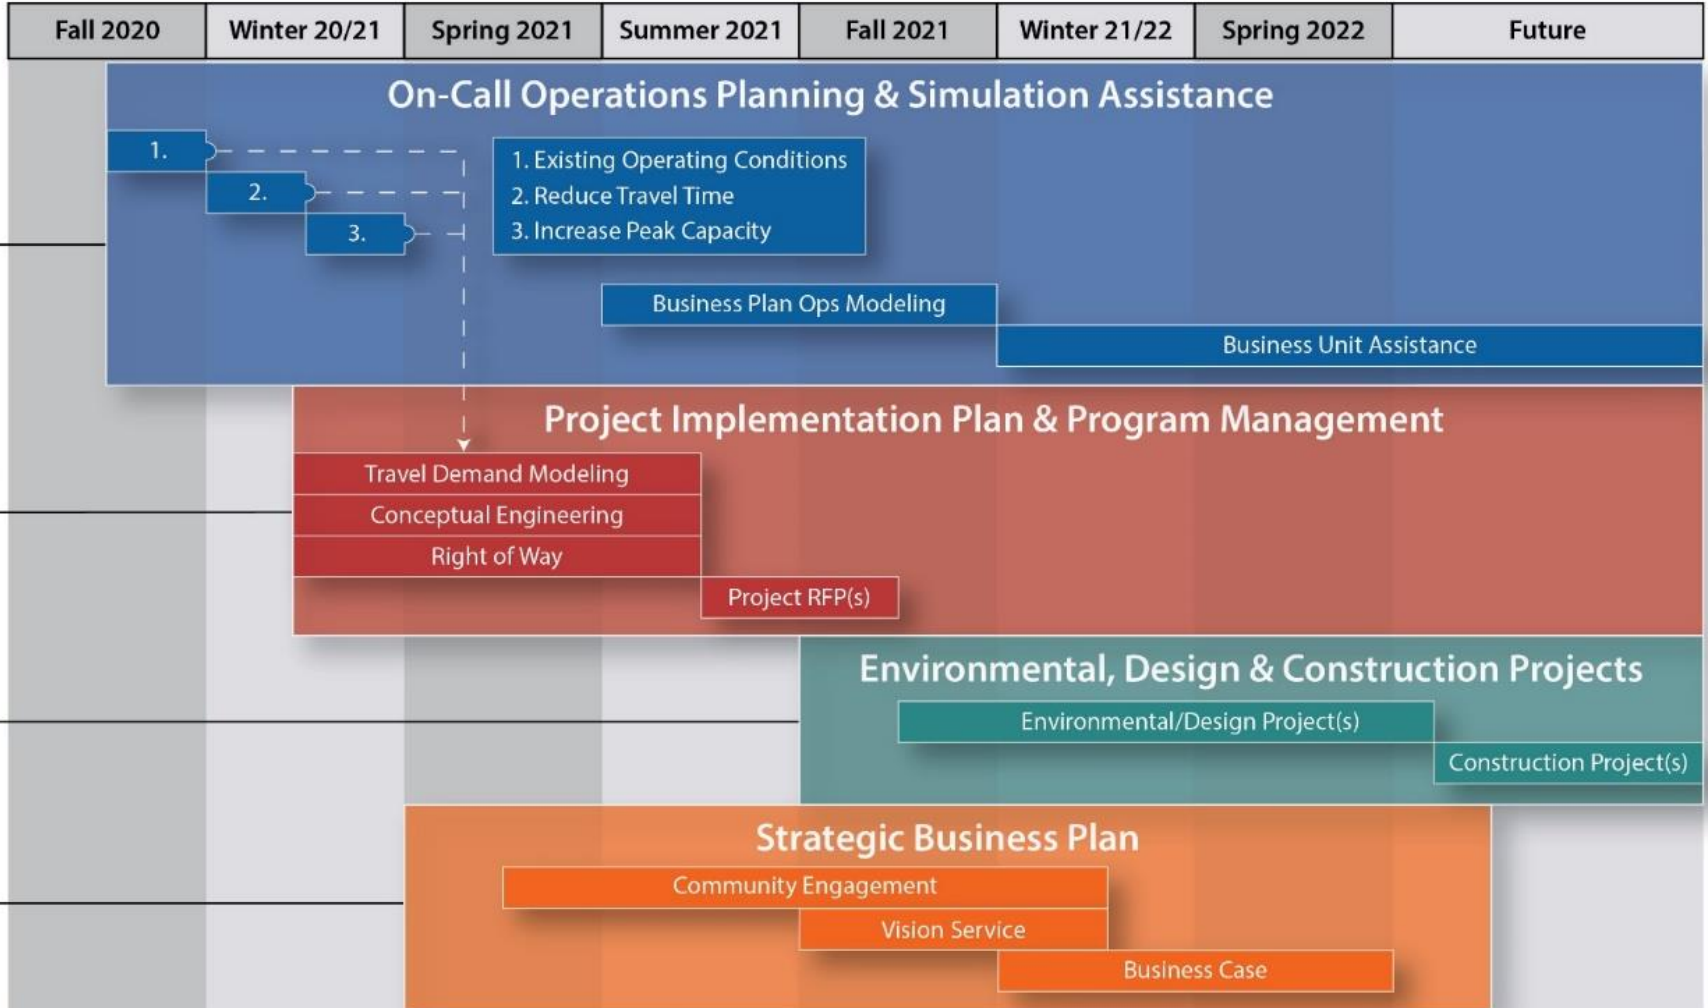 Fall 2020
Winter 20/21
Spring 2021
Summer 2021
Fall 2021
Winter 21/22
Spring 2022
Future
On-Call Operations Planning & Simulation Assistance
1.
2.
3.
1. Existing Operating Conditions
2. Reduce Travel Time
3. Increase Peak Capacity
Business Plan Ops Modeling
Business Unit Assistance
Project Implementation Plan & Program Management
Travel Demand Modeling
Conceptual Engineering
Right of Way
Project RFP(s)
Environmental, Design & Construction Projects
Environmental/Design Project(s)
Construction Project(s)
Strategic Business Plan
Community Engagement
Vision Service
Business Case